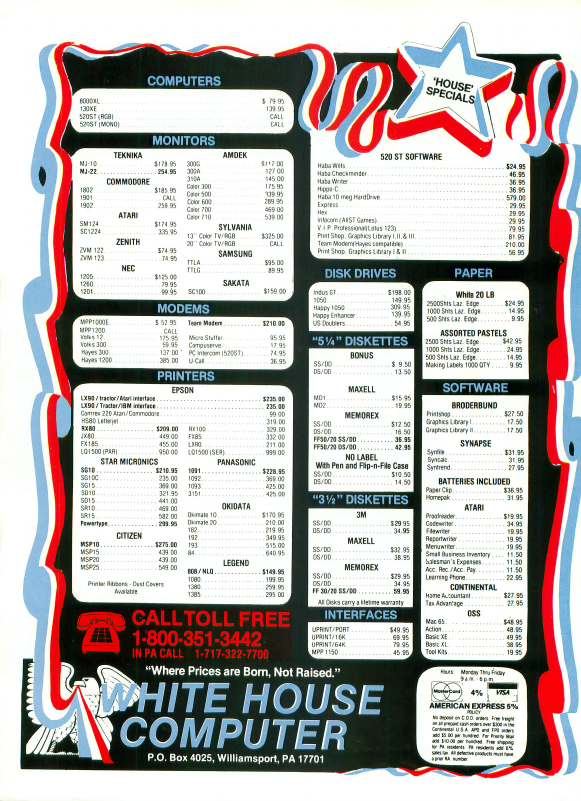 COMPUTERS
8000XL $ 79 95
130XE 139 95
520ST (RGB) CALL
520ST (MONO) CALL
MONITORS
TEKNIKA
MJ-10 $178 95
MJ-22 254.95
COMMODORE
1802 $185 95
1901 CALL
1902 259 95
ATARI
SM124 $174.95
SC1224 335 95
ZENITH
ZVM 122 $74.95
ZVM 123 74 95
NEC
1205 $125.00
1260 79.95
1201 99.95
AMDEK
300G $117 00
300A 127 00
310A 145 00
Color 300 175 95
Color 500 339 95
Color 600 289 95
Color 700 469 00
Color 710 539 00
SYLVANIA
13'' Color TV/RGB $325.00
20'' Color TV/RGB CALL
SAMSUNG
TTLA $95 00
TTLG 89 95
SAKATA
SC100 $159.00
MODEMS
MPP1000E $ 52 95
MPP1200 CALL
Volks 12 175 95
Volks 300 59 95
Hayes 300 137.00
Hayes 1200 385.00
Team Modem $210.00
Micro Stuffer 95.95
Compuserve 17 95
PC Intercom (520ST) 74.95
U-Call 36.95
PRINTERS
EPSON
LX90 / tractor/Atari interface $235.00
LX90 / Tractor/IBM interface 235.00
Comrex 220 Atari/Commodore 99 00
HS80 Letterjet 319 00
RX80 $209.00
JX80 449 00
FX185 455.00
LQ1500 (PAR) 950.00
RX100 329 00
FX85 332 00
LX90 211 00
LQ1500 (SER) 999.00
STAR MICRONICS
SG10 $210.95
SG10C 235 00
SG15 369 00
SD10 321 95
SD15 441 00
SR10 469 00
SR15 582 00
Powertype 299.95
CITIZEN
MSP10 $275.00
MSP15 439 00
MSP20 439 00
MSP25 549 00
Printer Ribbons - Dust Covers
Available
PANASONIC
1091 $228.95
1092 369 00
1093 425 00
3151 425 00
OKIDATA
Okimate 10 $170 95
Okimate 20 210 00
182 219 95
192 349 95
193 515 00
84 640.95
LEGEND
808 / NLQ $149.95
1080 199 95
1380 259 95
1385 295 00
CALL TOLL FREE
1-800-351-3442
IN PA CALL 1-717-322-7700
'HOUSE'
SPECIALS
520 ST SOFTWARE
Haba Wills $24.95
Haba Checkminder 46.95
Haba Writer 36 95
Hippo-C 36 95
Haba 10 meg HardDrive 579.00
Express 29 95
Hex 29 95
Infocom (AllST Games) 29 95
V.I.P. Professional(Lotus 123) 79.95
Print Shop. Graphics Library I. II. & III 81.95
Team Modem(Hayes compatible) 210.00
Print Shop. Graphics Library I & II 56.95
DISK DRIVES
Indus GT $198.00
1050 149.95
Happy 1050 309.95
Happy Enhancer 139.95
US Doublers 54.95
"5¼" DISKETTES
BONUS
SS/DD $ 9.50
DS/DD 13.50
MAXELL
MD1 $15.95
MD2 19.95
MEMOREX
SS/DD $12.50
DS/DD 16 50
FF50/20 SS/DD 36.95
FF50/20 DS/DD 42.95
NO LABEL
With Pen and Flip-n-File Case
SS/DD $10.50
DS/DD 14.50
"3½" DISKETTES
3M
SS/DD $29 95
DS/DD 34.95
MAXELL
SS/DD $32 95
DS/DD 38.95
MEMOREX
SS/DD $29.95
DS/DD 34 95
FF 30/20 SS/DD 59.95
All Disks carry a lifetime warranty
INTERFACES
UPRINT/PORT $49.95
UPRINT/16K 69.95
UPRINT/64K 79.95
MPP 1150 45.95
PAPER
White 20 LB
2500Shts Laz. Edge $24.95
1000 Shts Laz. Edge 14.95
500 Shts Laz. Edge 9.95
ASSORTED PASTELS
2500 Shts Laz. Edge $42.95
1000 Shts Laz. Edge 24 95
500 Shts Laz. Edge 14.95
Making Labels 1000 QTY 9.95
SOFTWARE
BRODERBUND
Printshop $27.50
Graphics Library I 17.50
Graphics Library II 17.50
SYNAPSE
Synfile $31.95
Syncalc 31.95
Syntrend 27.95
BATTERIES INCLUDED
Paper Clip $36.95
Homepak 31.95
ATARI
Proofreader $19.95
Codewriter 34.95
Filewriter 19.95
Reportwriter 19.95
Menuwriter 19.95
Small Business Inventory 11.50
Salesman's Expenses 11.50
Acc. Rec. / Acc. Pay. 11.50
Learning Phone 22.95
CONTINENTAL
Home Accountant $27.95
Tax Advantage 27 95
OSS
Mac 65 $48.95
Action 48.95
Basic XE 49.95
Basic XL 38.95
Tool Kits 19.95
Hours: Monday Thru Friday
9 a.m. - 6 p.m.
MasterCard 4% VISA
AMERICAN EXPRESS 5%
POLICY
No deposit on C.O.D. orders. Free freight
on all prepaid cash orders over $300 in the
Continental U.S.A. APO and FPO orders
add $5.00 per hundred. For Priority Mail
add $10.00 per hundred. Free shipping
for PA residents. PA residents add 6%
sales tax. All defective products must have
a prior RA number.
"Where Prices are Born, Not Raised."
WHITE HOUSE
COMPUTER
P.O. Box 4025, Williamsport, PA 17701